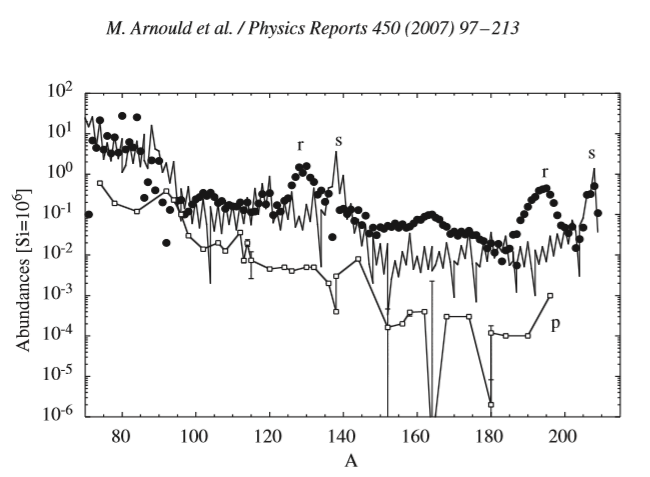 M. Arnould et al. / Physics Reports 450 (2007) 97–213
10²
10¹
10⁰
10⁻¹
10⁻²
10⁻³
10⁻⁴
10⁻⁵
10⁻⁶
Abundances [Si=10⁶]
r
s
r
s
p
80 100 120 140 160 180 200
A